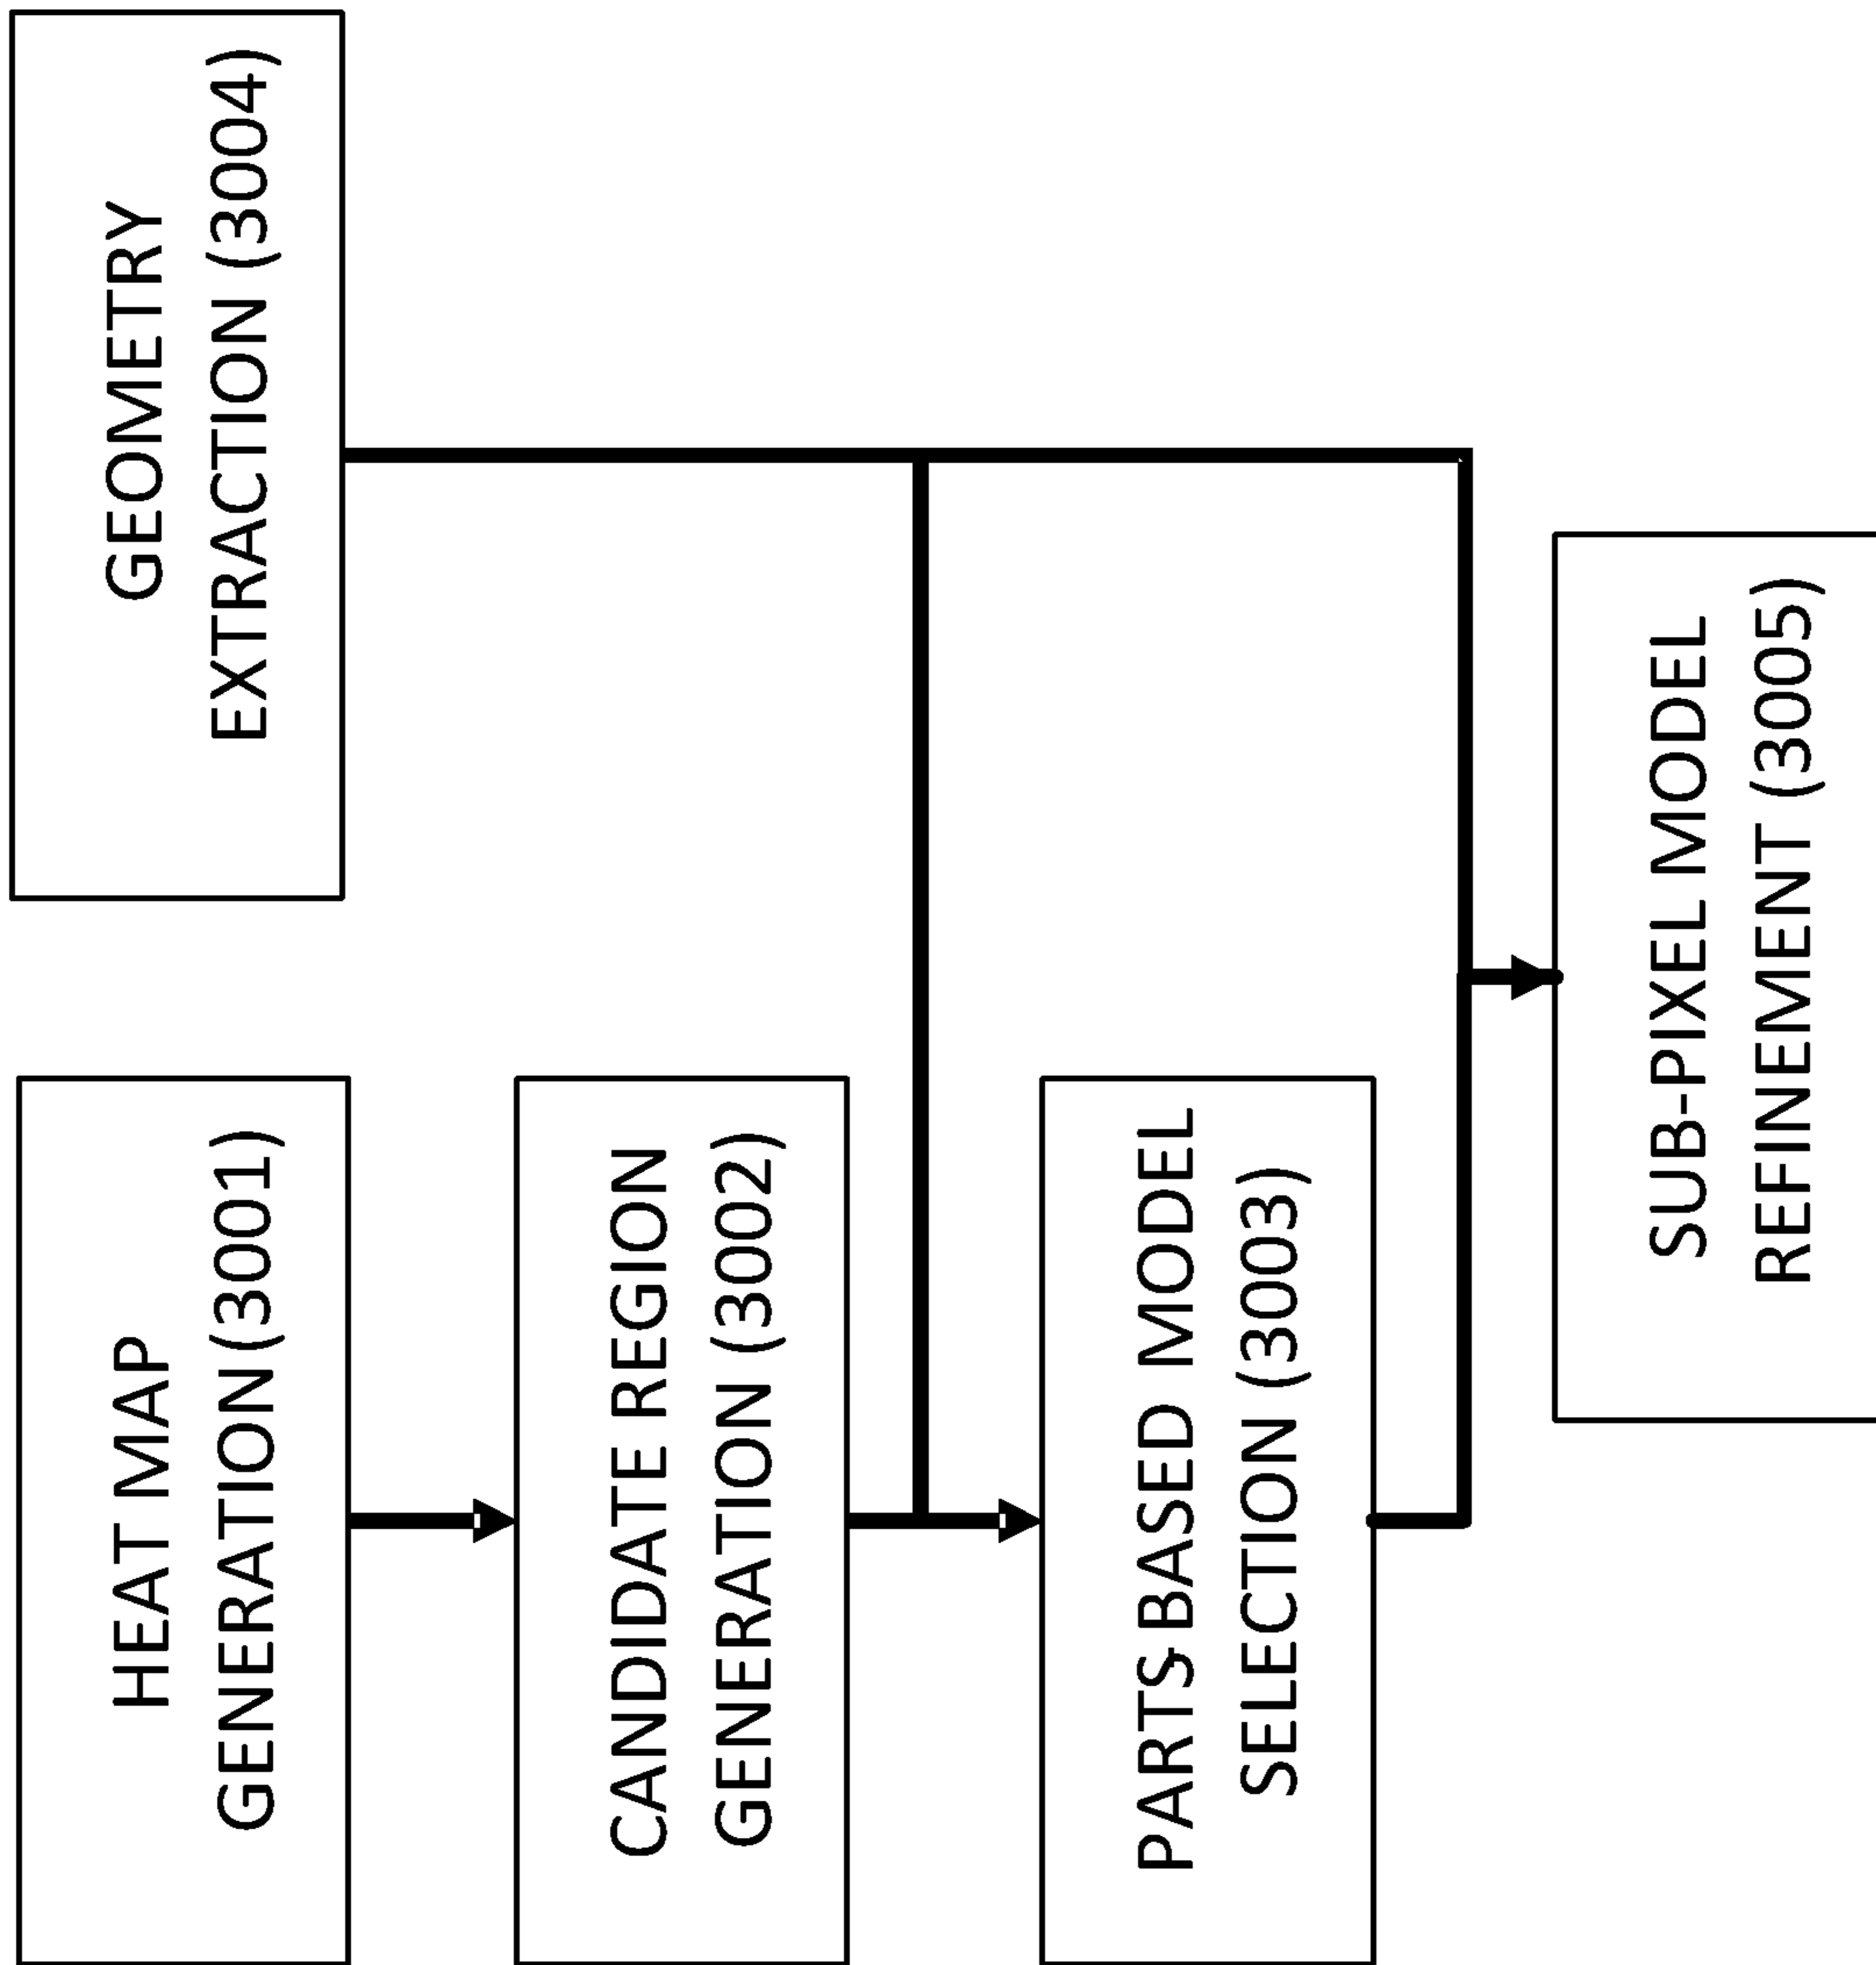 HEAT MAP
GENERATION (3001)
CANDIDATE REGION
GENERATION (3002)
PARTS-BASED MODEL
SELECTION (3003)
GEOMETRY
EXTRACTION (3004)
SUB-PIXEL MODEL
REFINEMENT (3005)